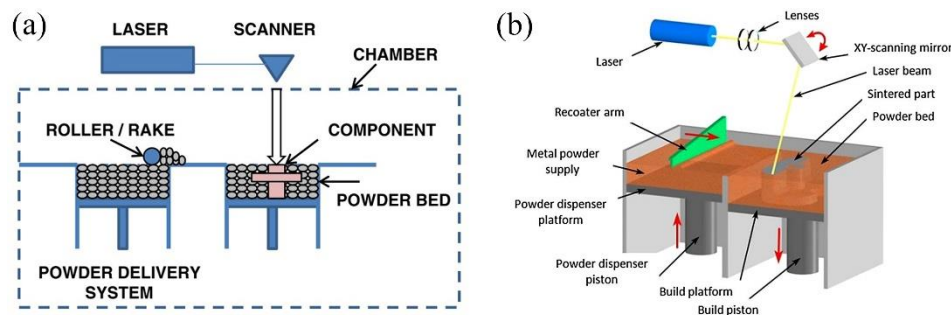 (a)
LASER
SCANNER
CHAMBER
ROLLER / RAKE
COMPONENT
POWDER BED
POWDER DELIVERY
SYSTEM
(b)
Lenses
XY-scanning mirror
Laser
Laser beam
Sintered part
Recoater arm
Powder bed
Metal powder
supply
Powder dispenser
platform
Powder dispenser
piston
Build platform
Build piston